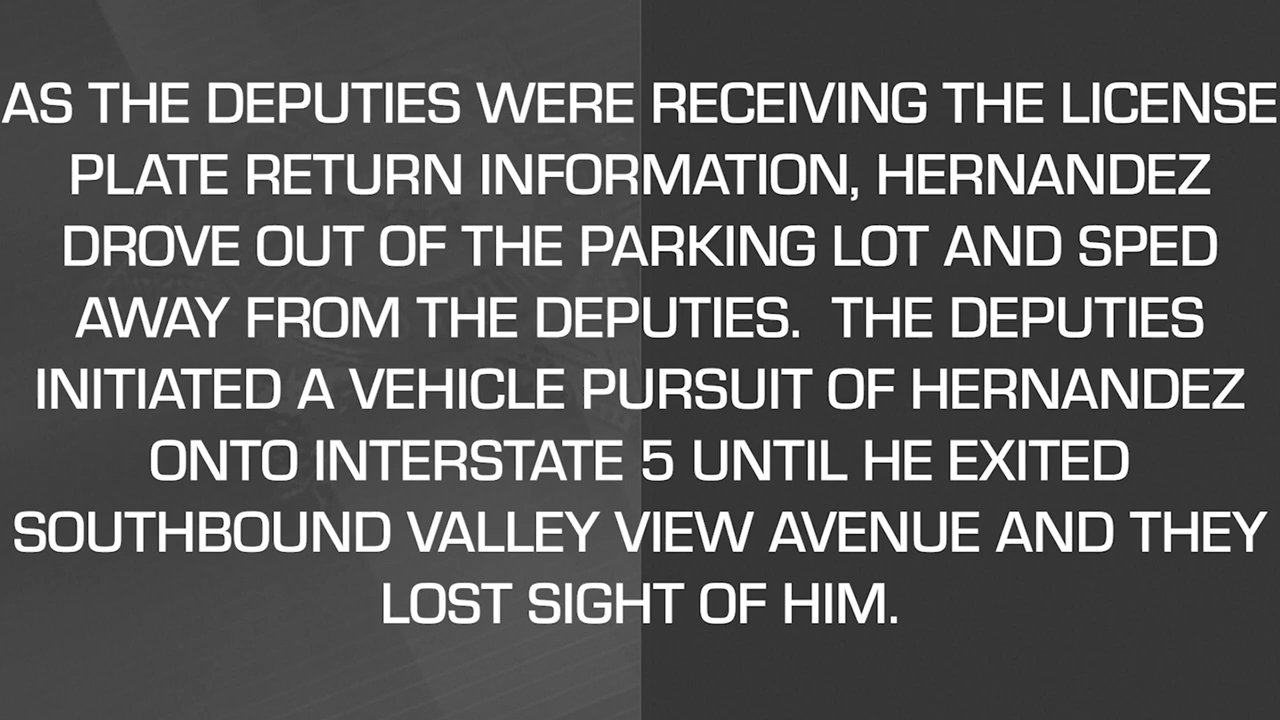 AS THE DEPUTIES WERE RECEIVING THE LICENSE
PLATE RETURN INFORMATION, HERNANDEZ
DROVE OUT OF THE PARKING LOT AND SPED
AWAY FROM THE DEPUTIES.  THE DEPUTIES
INITIATED A VEHICLE PURSUIT OF HERNANDEZ
ONTO INTERSTATE 5 UNTIL HE EXITED
SOUTHBOUND VALLEY VIEW AVENUE AND THEY
LOST SIGHT OF HIM.